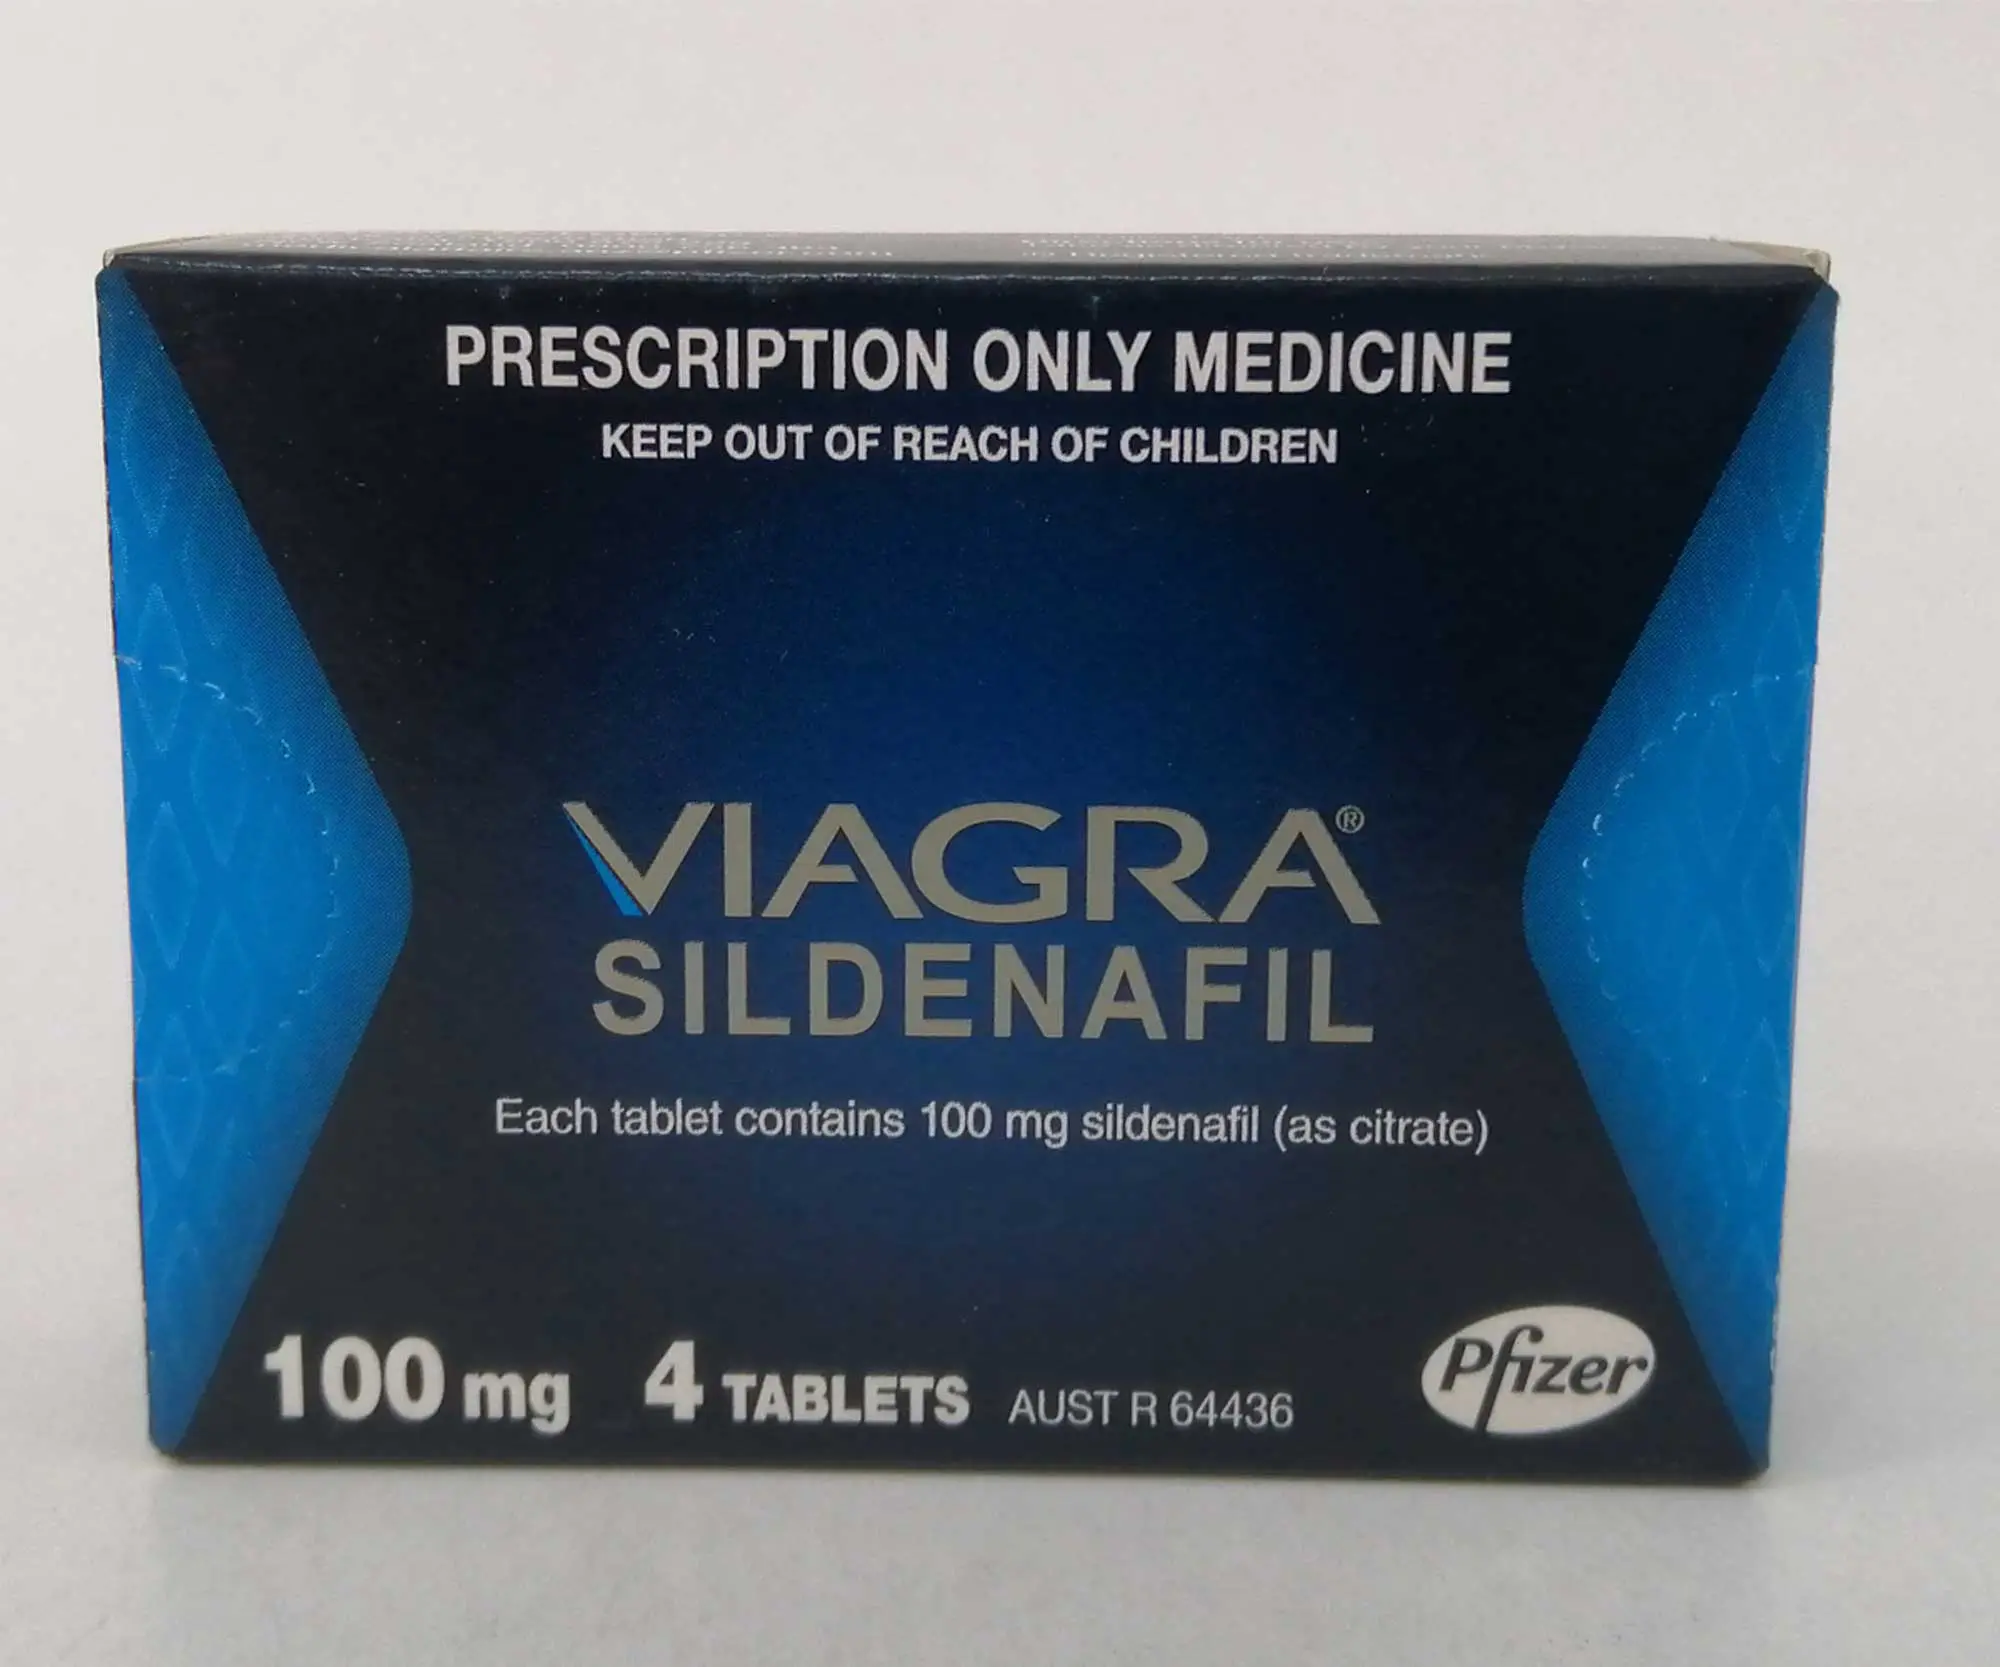 PRESCRIPTION ONLY MEDICINE
KEEP OUT OF REACH OF CHILDREN
VIAGRA®
SILDENAFIL
Each tablet contains 100 mg sildenafil (as citrate)
100 mg 4 TABLETS AUST R 64436
Pfizer